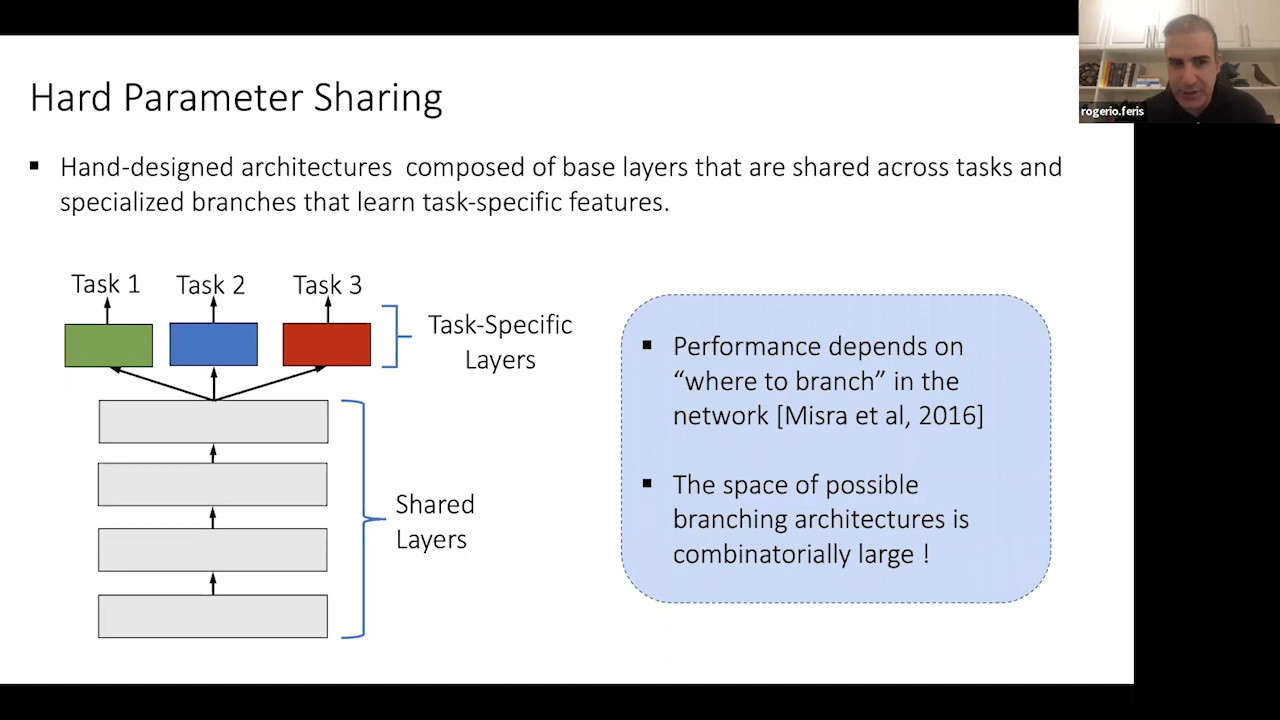 Hard Parameter Sharing
rogerio.feris
▪ Hand-designed architectures composed of base layers that are shared across tasks and
specialized branches that learn task-specific features.
Task 1
Task 2
Task 3
Task-Specific
Layers
Shared
Layers
▪ Performance depends on
“where to branch” in the
network [Misra et al, 2016]
▪ The space of possible
branching architectures is
combinatorially large !